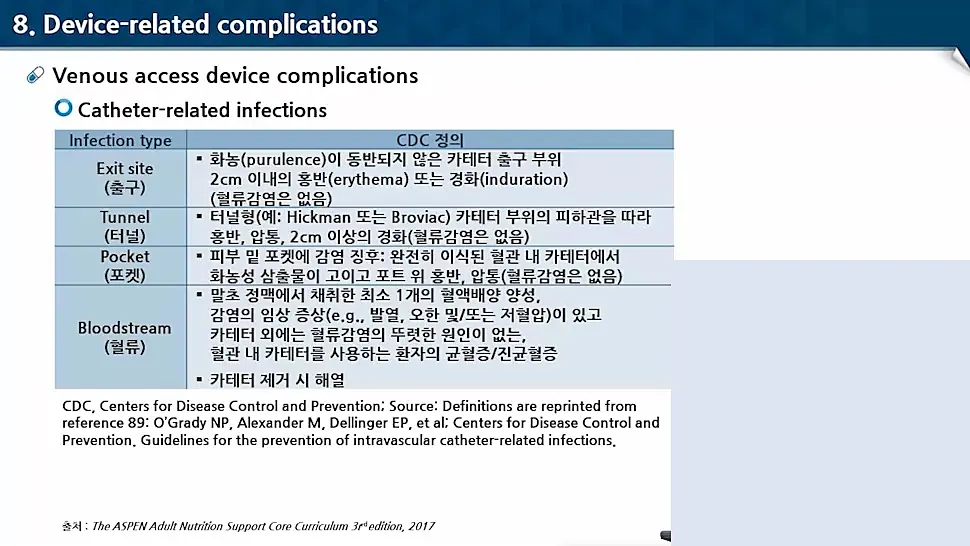 8. Device-related complications
Venous access device complications
Catheter-related infections
Infection type
CDC 정의
Exit site
(출구)
▪ 화농(purulence)이 동반되지 않은 카테터 출구 부위
2cm 이내의 홍반(erythema) 또는 경화(induration)
(혈류감염은 없음)
Tunnel
(터널)
▪ 터널형(예: Hickman 또는 Broviac) 카테터 부위의 피하관을 따라
홍반, 압통, 2cm 이상의 경화(혈류감염은 없음)
Pocket
(포켓)
▪ 피부 밑 포켓에 감염 징후: 완전히 이식된 혈관 내 카테터에서
화농성 삼출물이 고이고 포트 위 홍반, 압통(혈류감염은 없음)
Bloodstream
(혈류)
▪ 말초 정맥에서 채취한 최소 1개의 혈액배양 양성,
감염의 임상 증상(e.g., 발열, 오한 및/또는 저혈압)이 있고
카테터 외에는 혈류감염의 뚜렷한 원인이 없는,
혈관 내 카테터를 사용하는 환자의 균혈증/진균혈증
▪ 카테터 제거 시 해열
CDC, Centers for Disease Control and Prevention; Source: Definitions are reprinted from
reference 89: O'Grady NP, Alexander M, Dellinger EP, et al; Centers for Disease Control and
Prevention. Guidelines for the prevention of intravascular catheter-related infections.
출처 : The ASPEN Adult Nutrition Support Core Curriculum 3rd edition, 2017